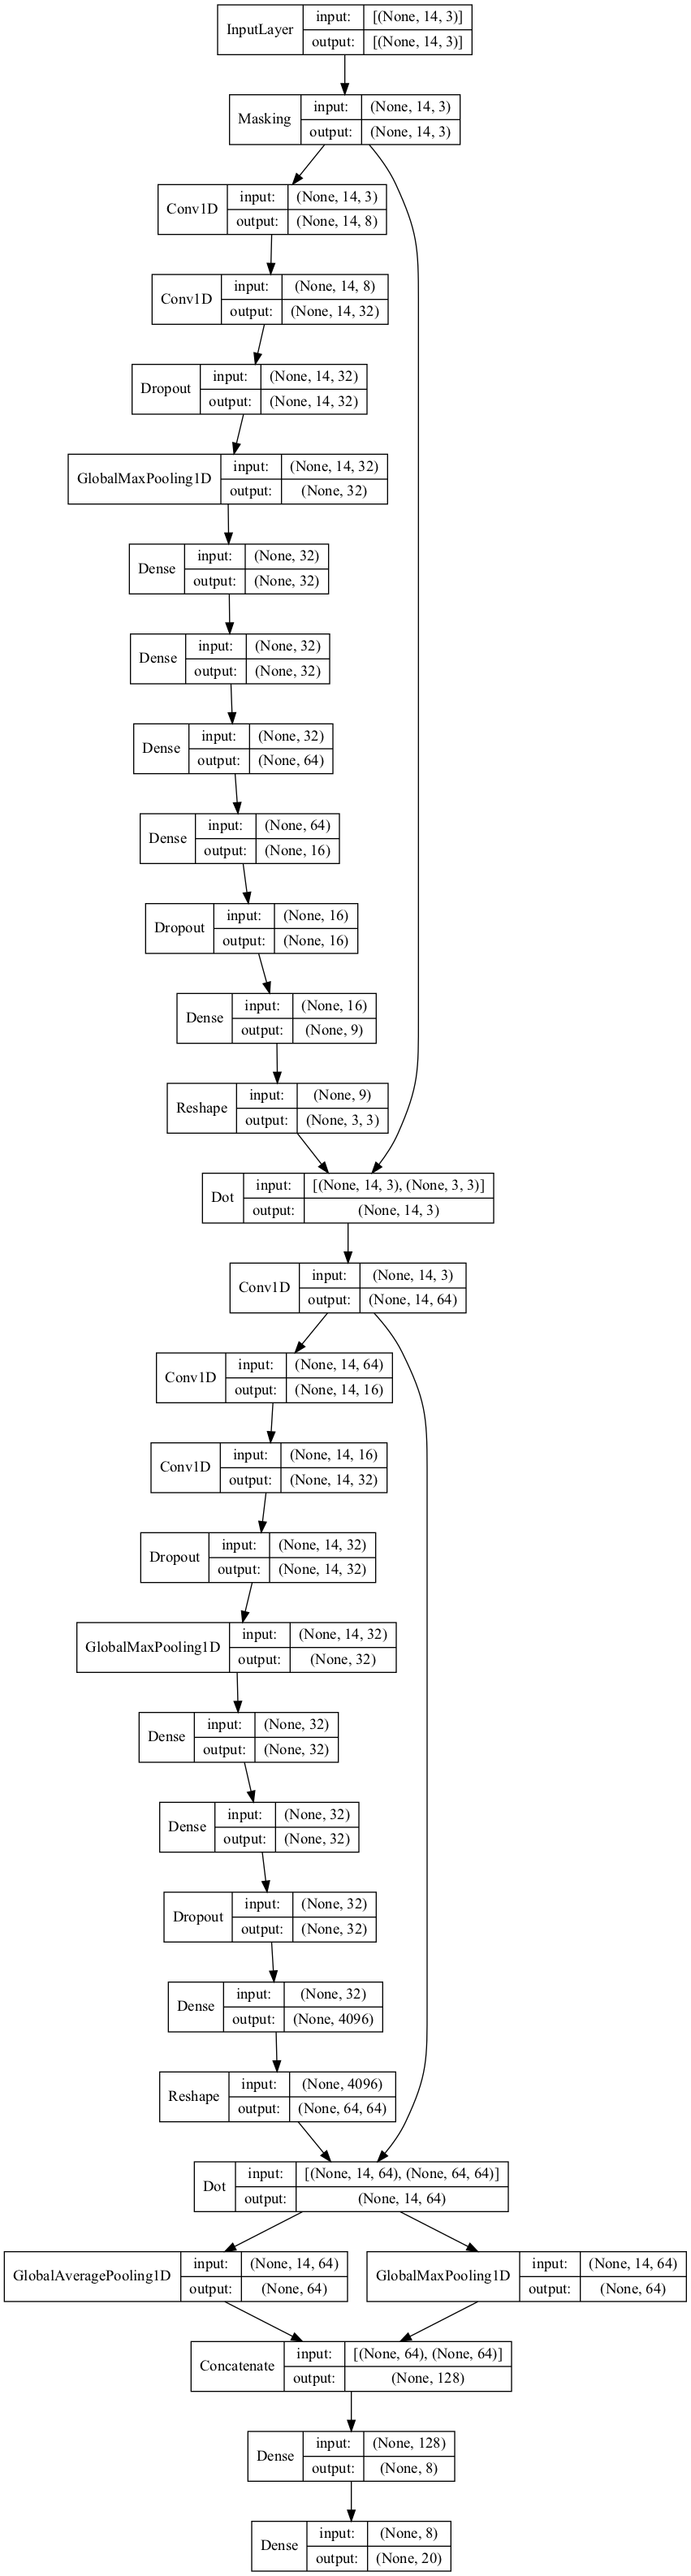 InputLayer input: [(None, 14, 3)]
output: [(None, 14, 3)]
Masking input: (None, 14, 3)
output: (None, 14, 3)
Conv1D input: (None, 14, 3)
output: (None, 14, 8)
Conv1D input: (None, 14, 8)
output: (None, 14, 32)
Dropout input: (None, 14, 32)
output: (None, 14, 32)
GlobalMaxPooling1D input: (None, 14, 32)
output: (None, 32)
Dense input: (None, 32)
output: (None, 32)
Dense input: (None, 32)
output: (None, 32)
Dense input: (None, 32)
output: (None, 64)
Dense input: (None, 64)
output: (None, 16)
Dropout input: (None, 16)
output: (None, 16)
Dense input: (None, 16)
output: (None, 9)
Reshape input: (None, 9)
output: (None, 3, 3)
Dot input: [(None, 14, 3), (None, 3, 3)]
output: (None, 14, 3)
Conv1D input: (None, 14, 3)
output: (None, 14, 64)
Conv1D input: (None, 14, 64)
output: (None, 14, 16)
Conv1D input: (None, 14, 16)
output: (None, 14, 32)
Dropout input: (None, 14, 32)
output: (None, 14, 32)
GlobalMaxPooling1D input: (None, 14, 32)
output: (None, 32)
Dense input: (None, 32)
output: (None, 32)
Dense input: (None, 32)
output: (None, 32)
Dropout input: (None, 32)
output: (None, 32)
Dense input: (None, 32)
output: (None, 4096)
Reshape input: (None, 4096)
output: (None, 64, 64)
Dot input: [(None, 14, 64), (None, 64, 64)]
output: (None, 14, 64)
GlobalAveragePooling1D input: (None, 14, 64)
output: (None, 64)
GlobalMaxPooling1D input: (None, 14, 64)
output: (None, 64)
Concatenate input: [(None, 64), (None, 64)]
output: (None, 128)
Dense input: (None, 128)
output: (None, 8)
Dense input: (None, 8)
output: (None, 20)